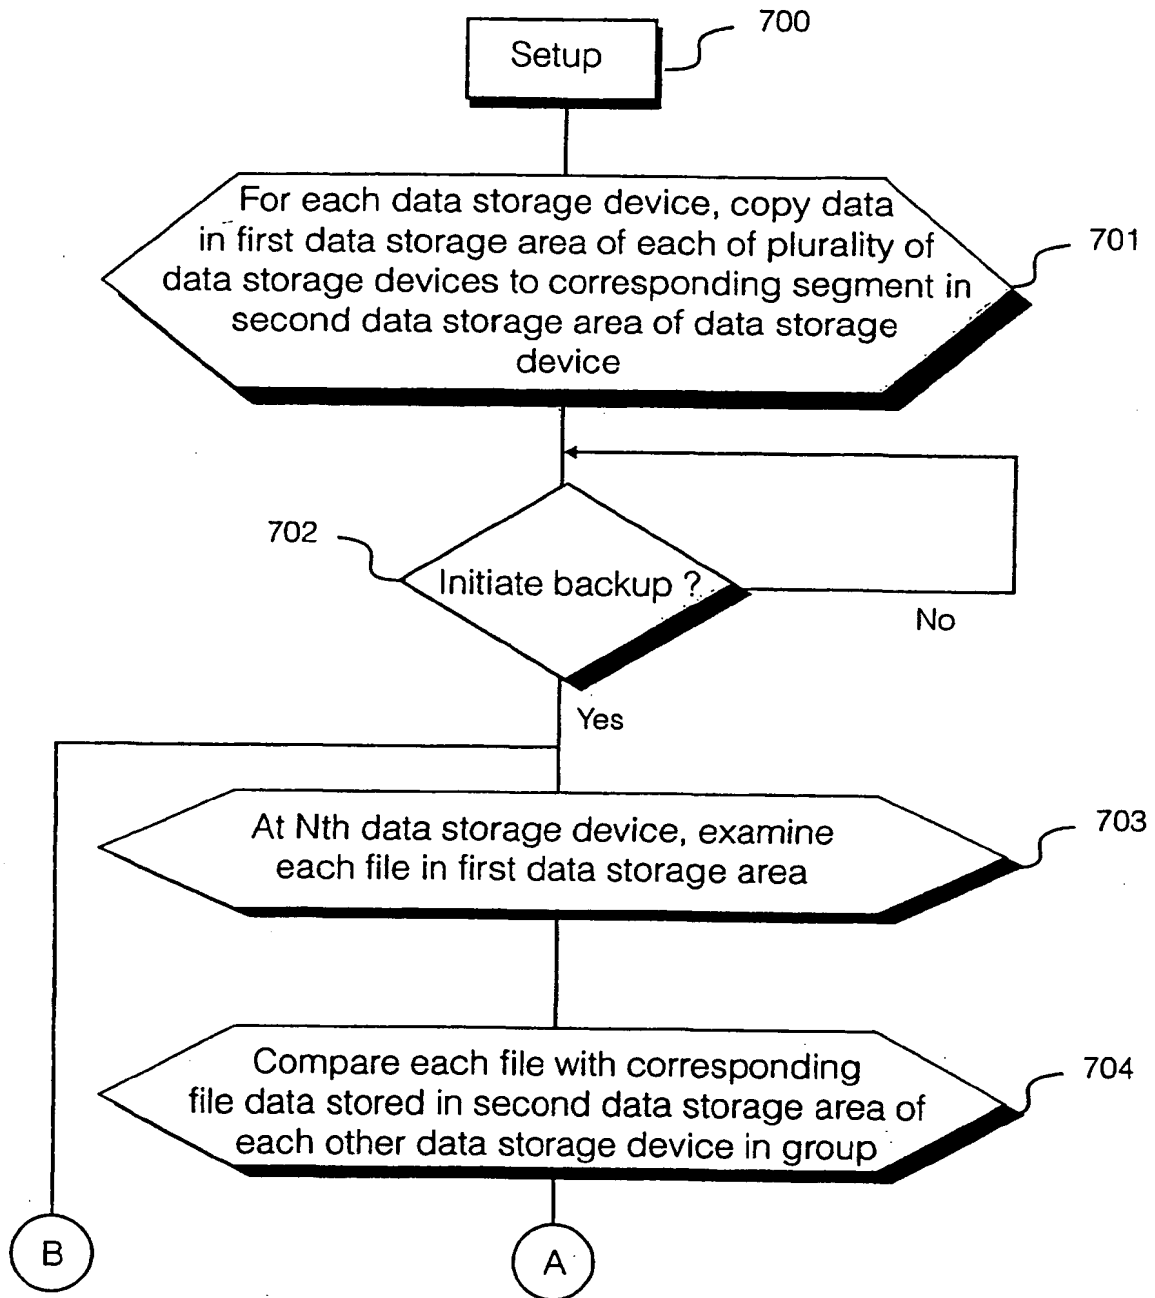 700
Setup
For each data storage device, copy data
in first data storage area of each of plurality of
data storage devices to corresponding segment in
second data storage area of data storage
device
701
702
Initiate backup ?
No
Yes
At Nth data storage device, examine
each file in first data storage area
703
Compare each file with corresponding
file data stored in second data storage area of
each other data storage device in group
704
B
A